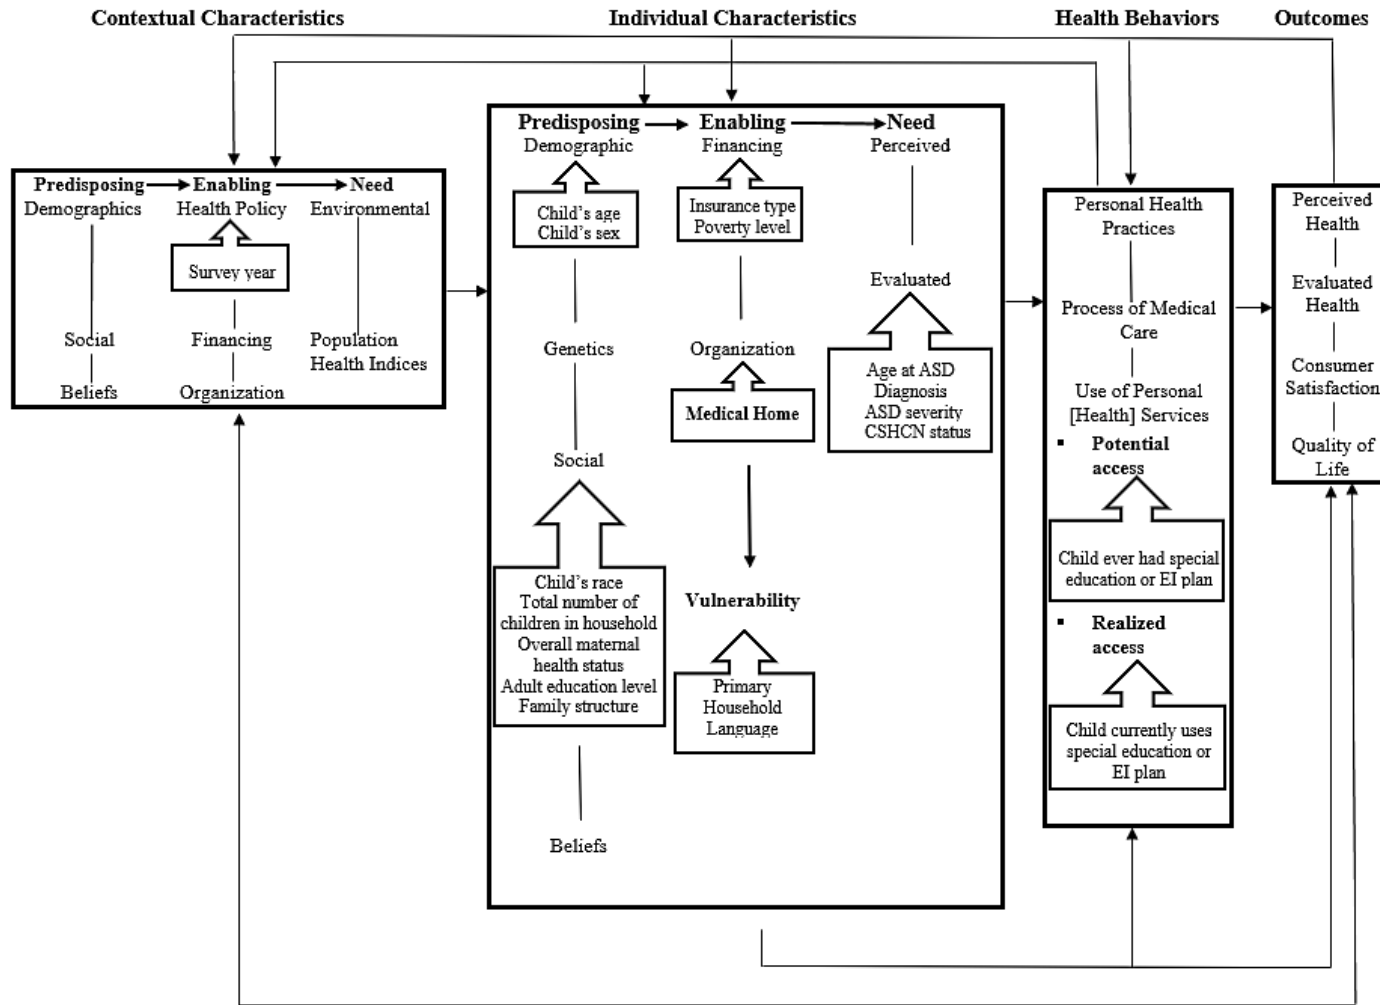 Contextual Characteristics
Individual Characteristics
Health Behaviors
Outcomes
Predisposing
Enabling
Need
Demographics
Health Policy
Environmental
Survey year
Social
Financing
Population
Health Indices
Beliefs
Organization
Predisposing
Enabling
Need
Demographic
Financing
Perceived
Child's age
Child's sex
Insurance type
Poverty level
Evaluated
Genetics
Organization
Age at ASD
Diagnosis
ASD severity
CSHCN status
Medical Home
Social
Child's race
Total number of
children in household
Overall maternal
health status
Adult education level
Family structure
Vulnerability
Primary
Household
Language
Beliefs
Personal Health
Practices
Process of Medical
Care
Use of Personal
[Health] Services
▪ Potential
access
Child ever had special
education or EI plan
▪ Realized
access
Child currently uses
special education or
EI plan
Perceived
Health
Evaluated
Health
Consumer
Satisfaction
Quality of
Life